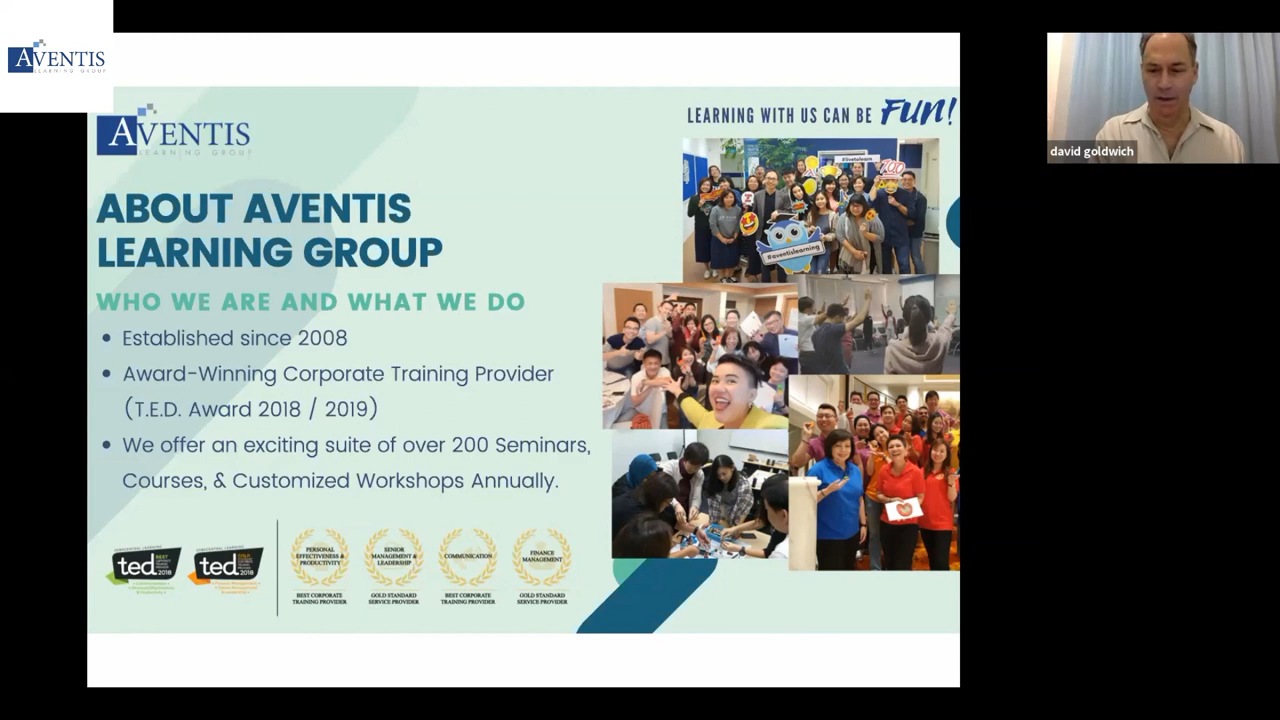 AVENTIS
LEARNING GROUP
AVENTIS
LEARNING GROUP
LEARNING WITH US CAN BE FUN!
#livetolearn
#aventislearning
david goldwich
ABOUT AVENTIS
LEARNING GROUP
WHO WE ARE AND WHAT WE DO
• Established since 2008
• Award-Winning Corporate Training Provider
(T.E.D. Award 2018 / 2019)
• We offer an exciting suite of over 200 Seminars,
Courses, & Customized Workshops Annually.
ted
2018
ted
2018
PERSONAL
EFFECTIVENESS &
PRODUCTIVITY
BEST CORPORATE
TRAINING PROVIDER
SENIOR
MANAGEMENT &
LEADERSHIP
GOLD STANDARD
SERVICE PROVIDER
COMMUNICATION
BEST CORPORATE
TRAINING PROVIDER
FINANCE
MANAGEMENT
GOLD STANDARD
SERVICE PROVIDER